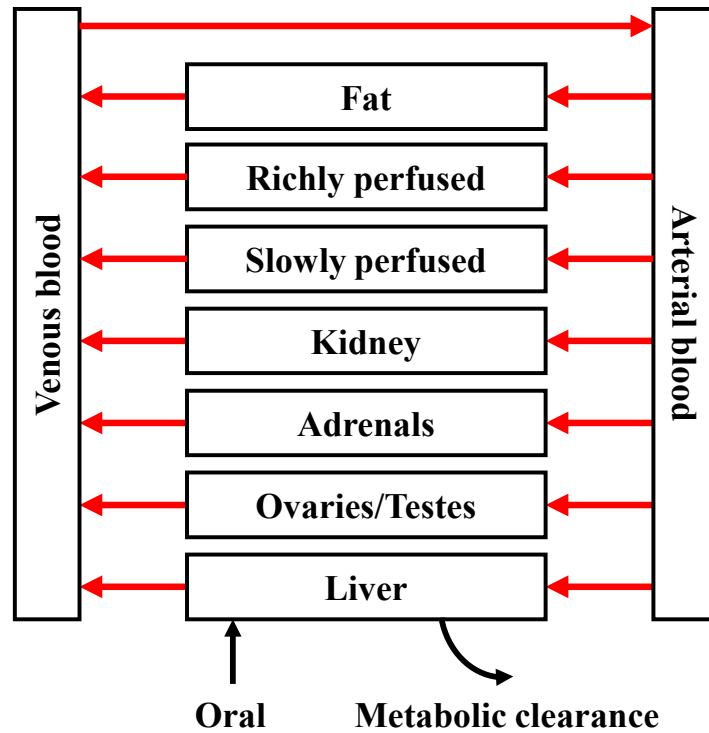 Venous blood
Fat
Richly perfused
Slowly perfused
Kidney
Adrenals
Ovaries/Testes
Liver
Arterial blood
Oral
Metabolic clearance